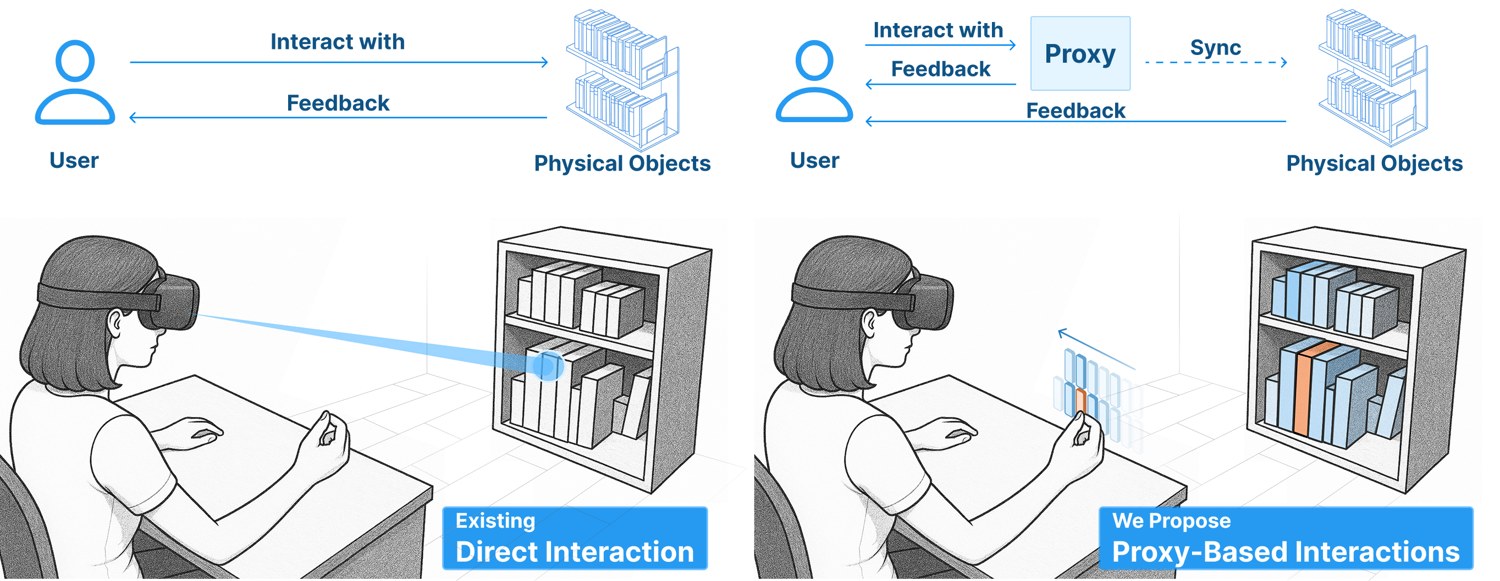 Interact with
Feedback
User
Physical Objects
Existing
Direct Interaction
Interact with
Proxy
Sync
Feedback
Feedback
User
Physical Objects
We Propose
Proxy-Based Interactions